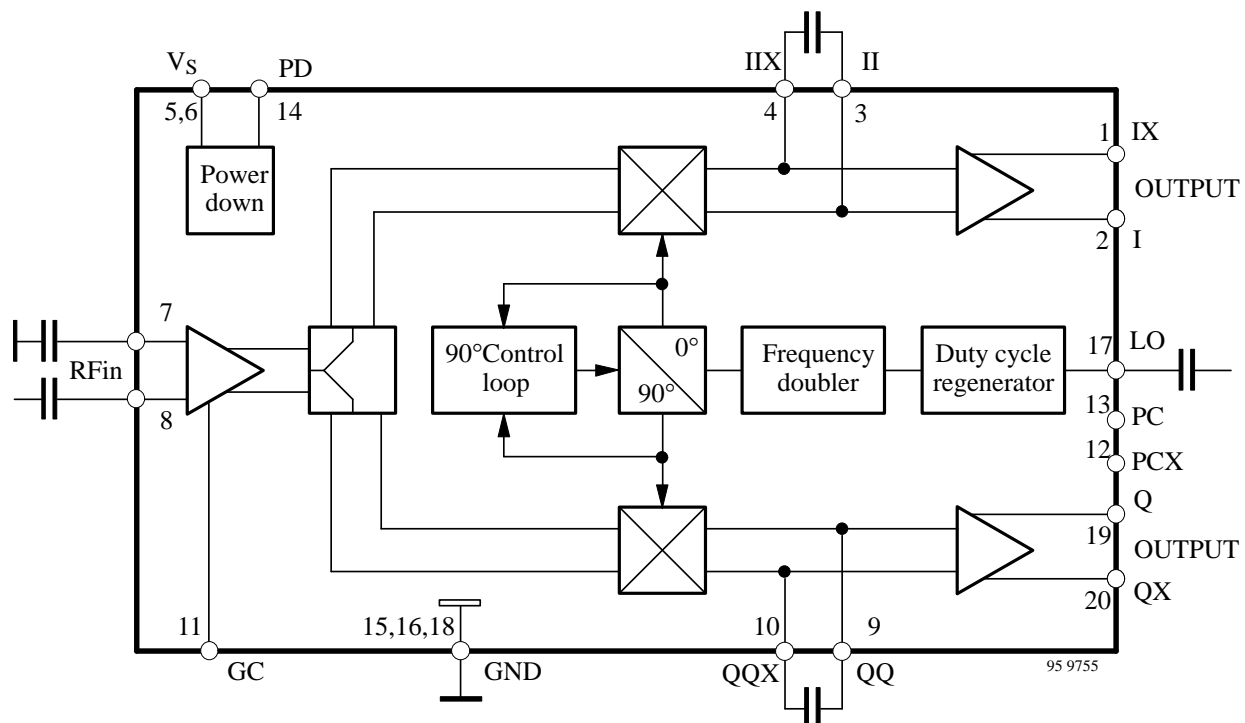 IIX
II
VS
PD
5,6
14
4
3
1
IX
Power
down
OUTPUT
2
I
7
RFin
8
90°Control
loop
0°
90°
Frequency
doubler
Duty cycle
regenerator
17
LO
13
PC
12
PCX
Q
19
OUTPUT
20
QX
11
GC
15,16,18
GND
10
9
QQX
QQ
95 9755